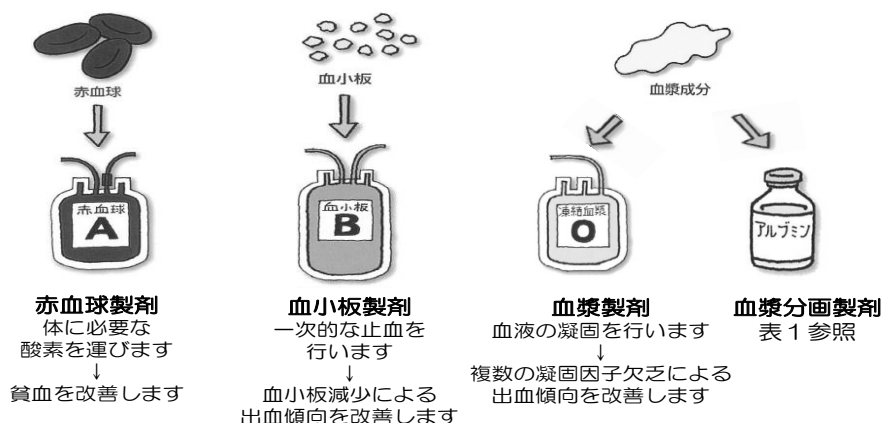 赤血球
血小板
血漿成分
赤血球
A
血小板
B
凍結血漿
O
アルブミン
赤血球製剤
体に必要な
酸素を運びます
↓
貧血を改善します
血小板製剤
一次的な止血を
行います
↓
血小板減少による
出血傾向を改善します
血漿製剤
血液の凝固を行います
↓
複数の凝固因子欠乏による
出血傾向を改善します
血漿分画製剤
表1参照